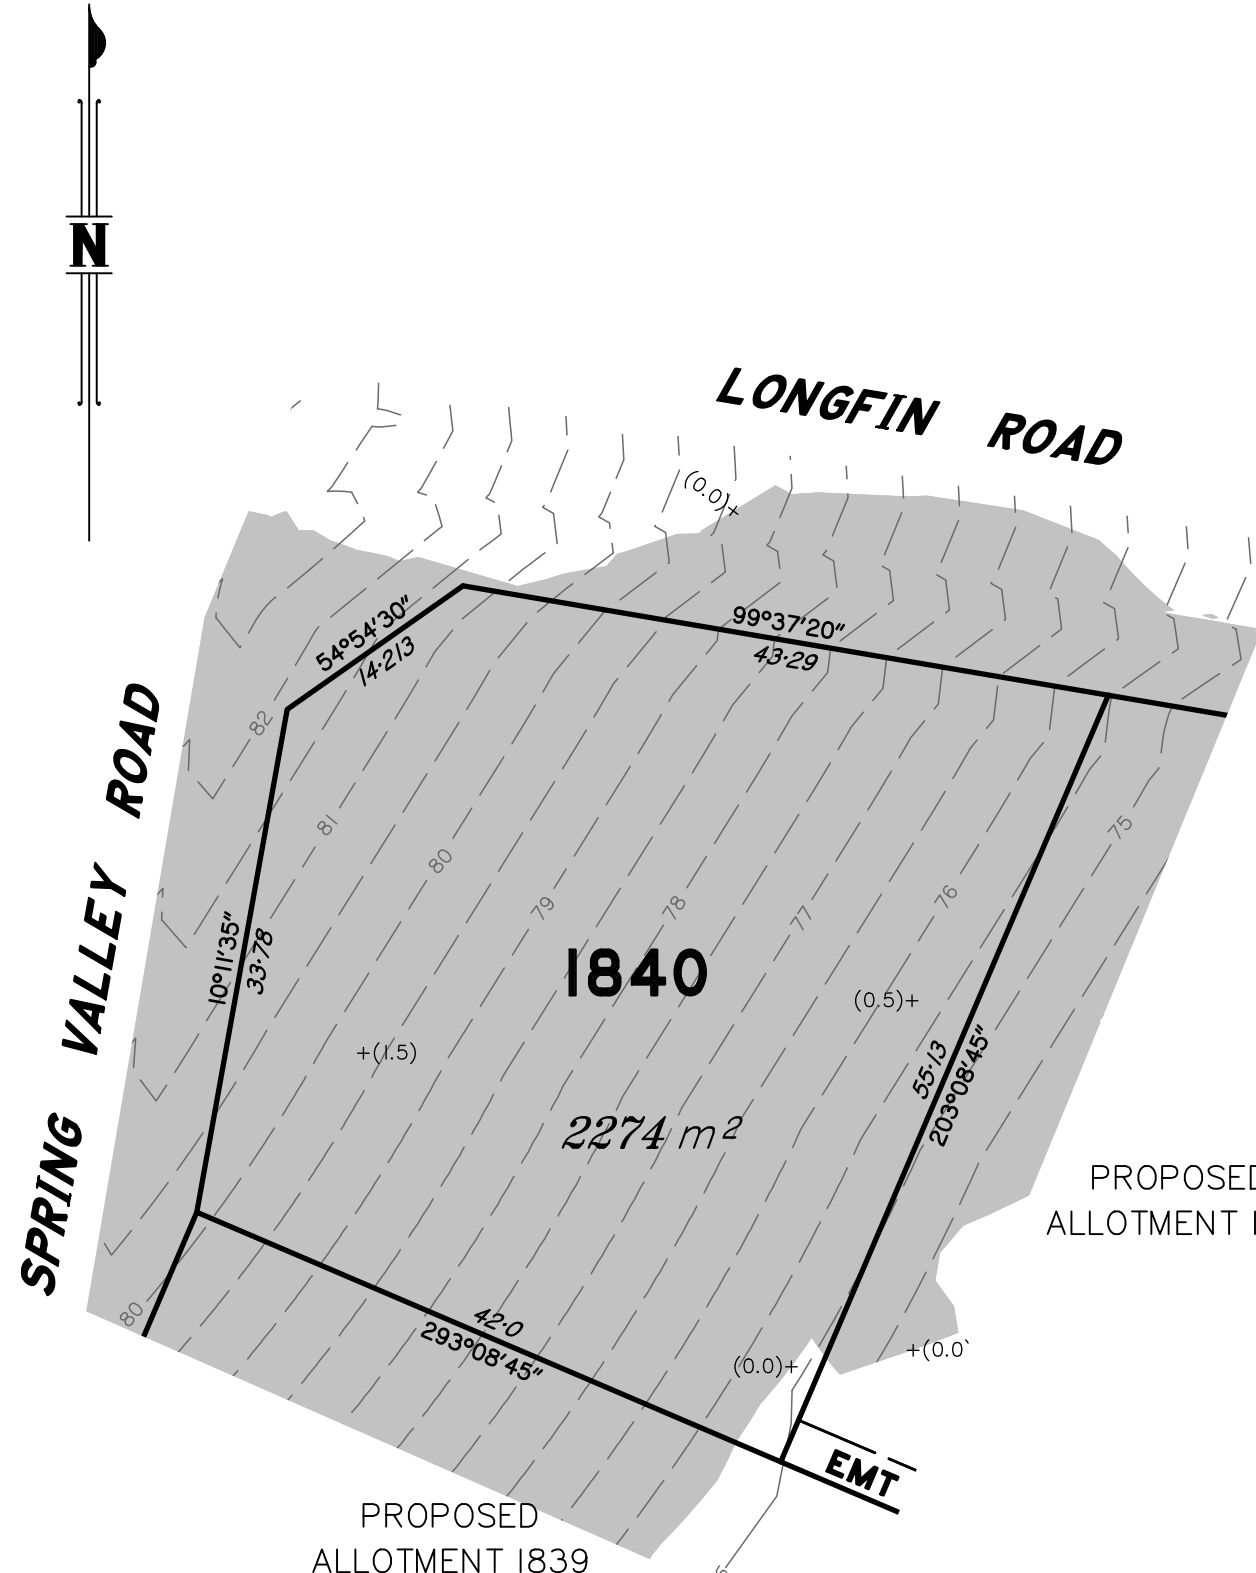 N
LONGFIN ROAD
(0.0)+
54°54'30"
14·213
99°37'20"
43·29
SPRING VALLEY ROAD
82
81
80
79
78
77
76
75
10°11'35"
33·78
1840
(0.5)+
+(1.5)
2274 m²
55·13
203°08'45"
PROPOSED
ALLOTMENT 1
80
42·0
293°08'45"
(0.0)+
+(0.0
EMT
PROPOSED
ALLOTMENT 1839